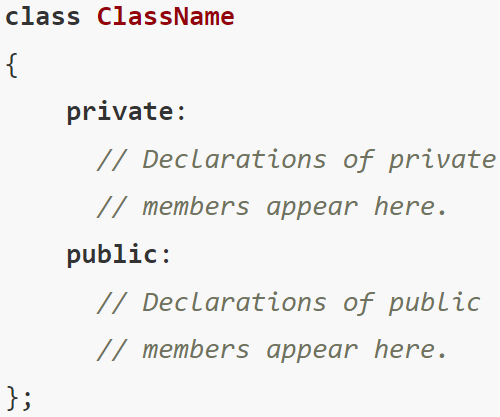 class ClassName
{
private:
// Declarations of private
// members appear here.
public:
// Declarations of public
// members appear here.
};